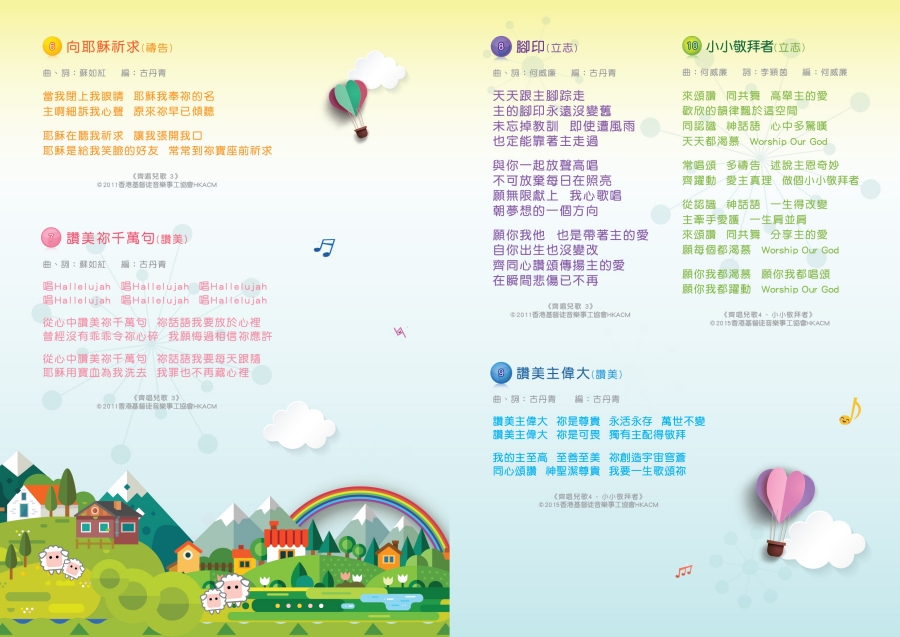 6 向耶穌祈求(禱告)
曲、詞：蘇如紅　編：古丹青
當我閉上我眼睛　耶穌我奉祢的名
主啊細訴我心聲　原來祢早已傾聽
耶穌在聽我祈求　讓我張開我口
耶穌是給我笑臉的好友　常常到祢寶座前祈求
《齊唱兒歌 3》
©2011香港基督徒音樂事工協會HKACM
7 讚美祢千萬句(讚美)
曲、詞：蘇如紅　編：古丹青
唱Hallelujah　唱Hallelujah　唱Hallelujah
唱Hallelujah　唱Hallelujah　唱Hallelujah
從心中讚美祢千萬句　祢話語我要放於心裡
曾經沒有乖乖令祢心碎　我願悔過相信祢應許
從心中讚美祢千萬句　祢話語我要每天跟隨
耶穌用寶血為我洗去　我罪也不再藏心裡
《齊唱兒歌 3》
©2011香港基督徒音樂事工協會HKACM
8 腳印(立志)
曲、詞：何威廉　編：古丹青
天天跟主腳踪走
主的腳印永遠沒變舊
未忘掉教訓　即使遭風雨
也定能靠著主走過
與你一起放聲高唱
不可放棄每日在照亮
願無限獻上　我心歌唱
朝夢想的一個方向
願你我他　也是帶著主的愛
自你出生也沒變改
齊同心讚頌傳揚主的愛
在瞬間悲傷已不再
《齊唱兒歌 3》
©2011香港基督徒音樂事工協會HKACM
9 讚美主偉大(讚美)
曲、詞：古丹青　　編：古丹青
讚美主偉大　祢是尊貴　永活永存　萬世不變
讚美主偉大　祢是可畏　獨有主配得敬拜
我的主至高　至善至美　祢創造宇宙穹蒼
同心頌讚　神聖潔尊貴　我要一生歌頌祢
《齊唱兒歌4 - 小小敬拜者》
©2015香港基督徒音樂事工協會HKACM
10 小小敬拜者(立志)
曲：何威廉　詞：李穎茵　編：何威廉
來頌讚　同共舞　高舉主的愛
歡欣的韻律飄於這空間
同認識　神話語　心中多驚嘆
天天都渴慕　Worship Our God
常唱頌　多禱告　述說主恩奇妙
齊躍動　愛主真理　做個小小敬拜者
從認識　神話語　一生得改變
主牽手愛護　一生肩並肩
來頌讚　同共舞　分享主的愛
願每個都渴慕　Worship Our God
願你我都渴慕　願你我都唱頌
願你我都躍動　Worship Our God
《齊唱兒歌4 - 小小敬拜者》
©2015香港基督徒音樂事工協會HKACM